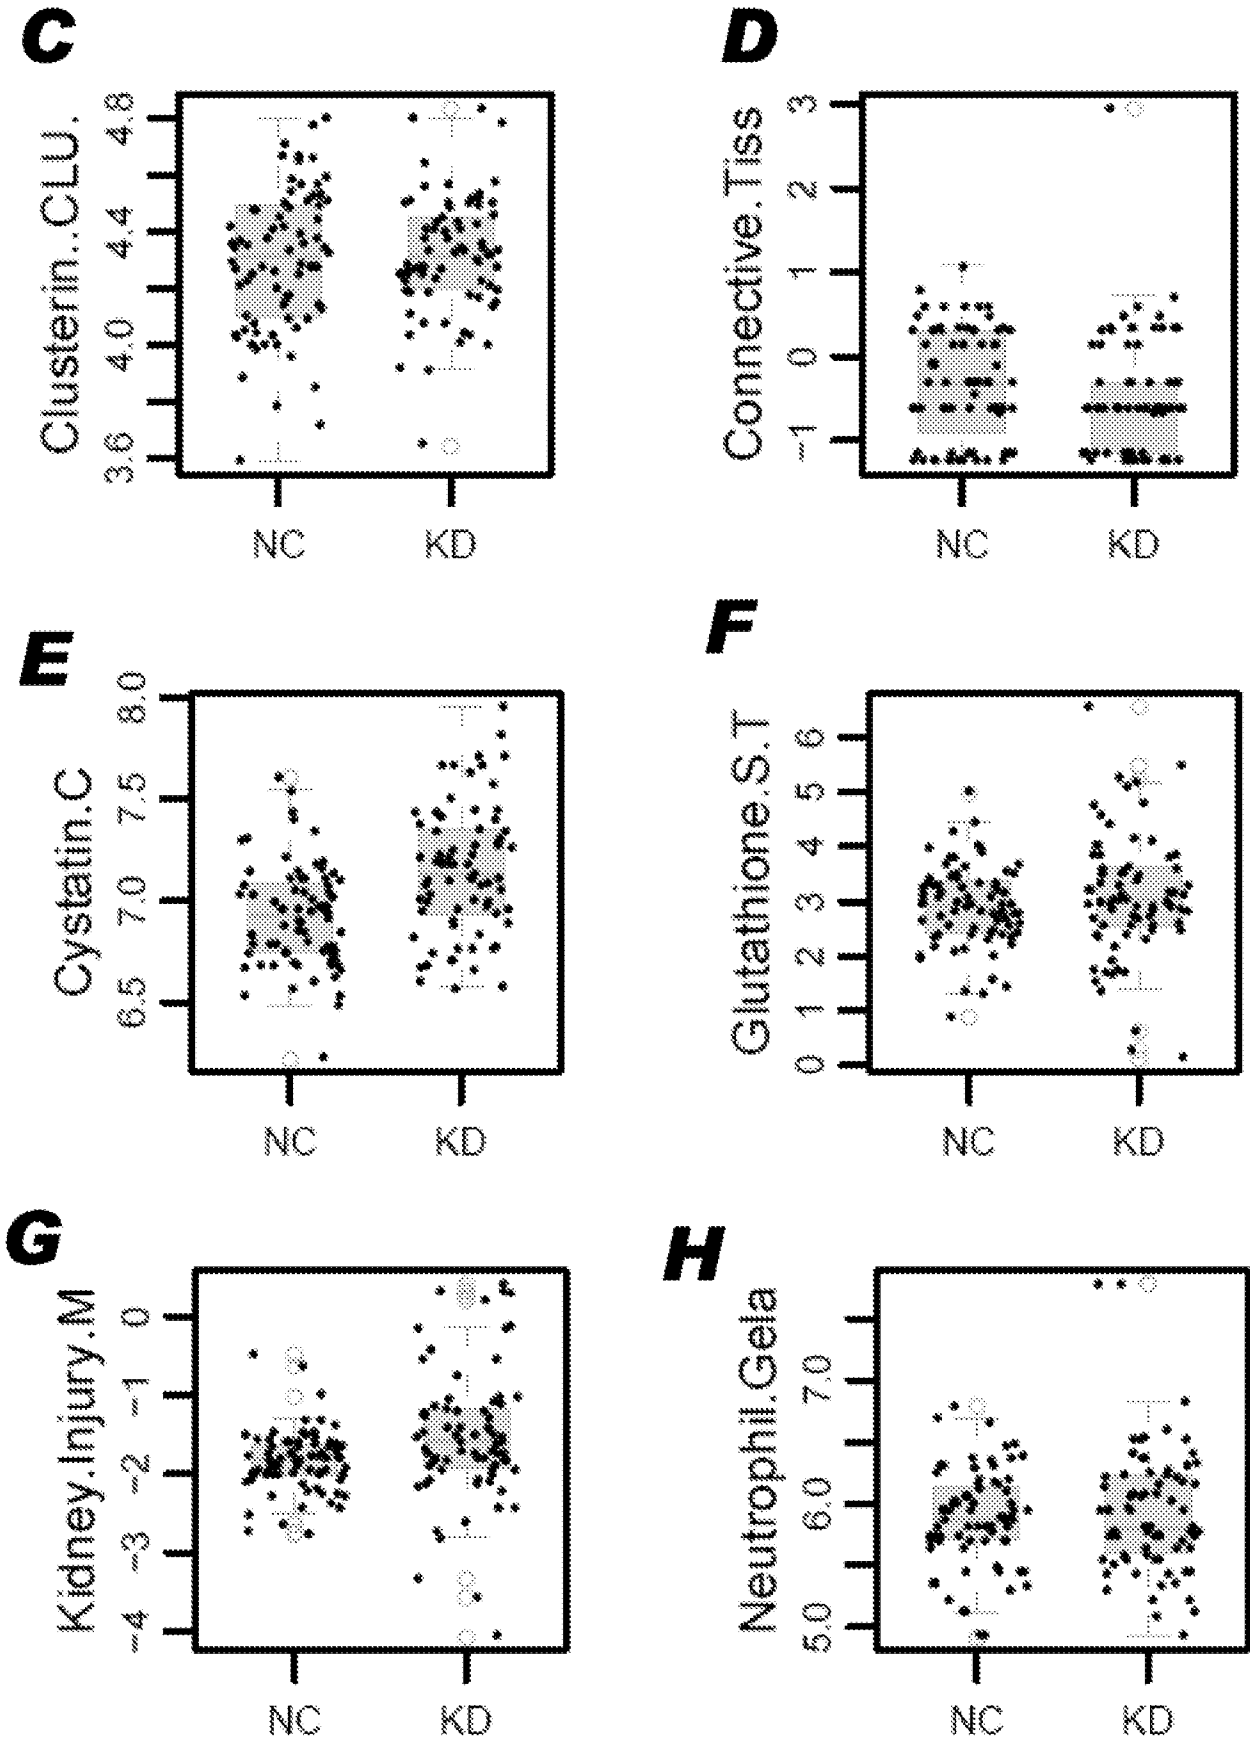 C
Clusterin..CLU.
4.8
4.4
4.0
3.6
NC KD
D
Connective.Tiss
3
2
1
0
−1
NC KD
E
Cystatin.C
8.0
7.5
7.0
6.5
NC KD
F
Glutathione.S.T
6
5
4
3
2
1
0
NC KD
G
Kidney.Injury.M
0
−1
−2
−3
−4
NC KD
H
Neutrophil.Gela
7.0
6.0
5.0
NC KD